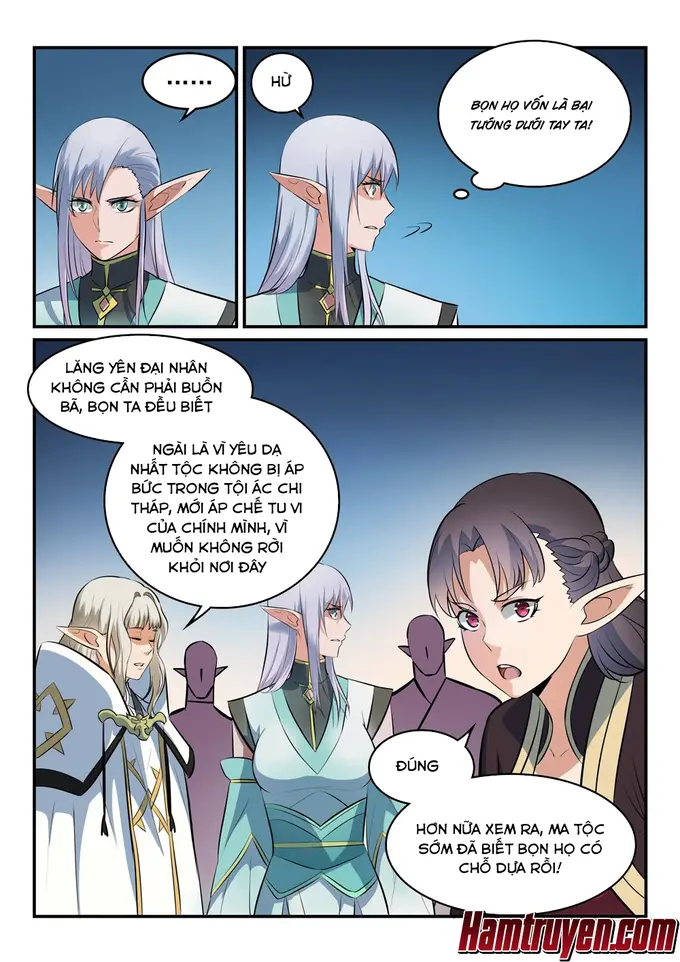 ......
HỪ
BỌN HỌ VỐN LÀ BẠI
TƯỚNG DƯỚI TAY TA!
LĂNG YÊN ĐẠI NHÂN
KHÔNG CẦN PHẢI BUỒN
BÃ, BỌN TA ĐỀU BIẾT
NGÀI LÀ VÌ YÊU DẠ
NHẤT TỘC KHÔNG BỊ ÁP
BỨC TRONG TỘI ÁC CHI
THÁP, MỚI ÁP CHẾ TU VI
CỦA CHÍNH MÌNH, VÌ
MUỐN KHÔNG RỜI
KHỎI NƠI ĐÂY
ĐÚNG
HƠN NỮA XEM RA, MA TỘC
SỚM ĐÃ BIẾT BỌN HỌ CÓ
CHỖ DỰA RỒI!
Hamtruyen.com